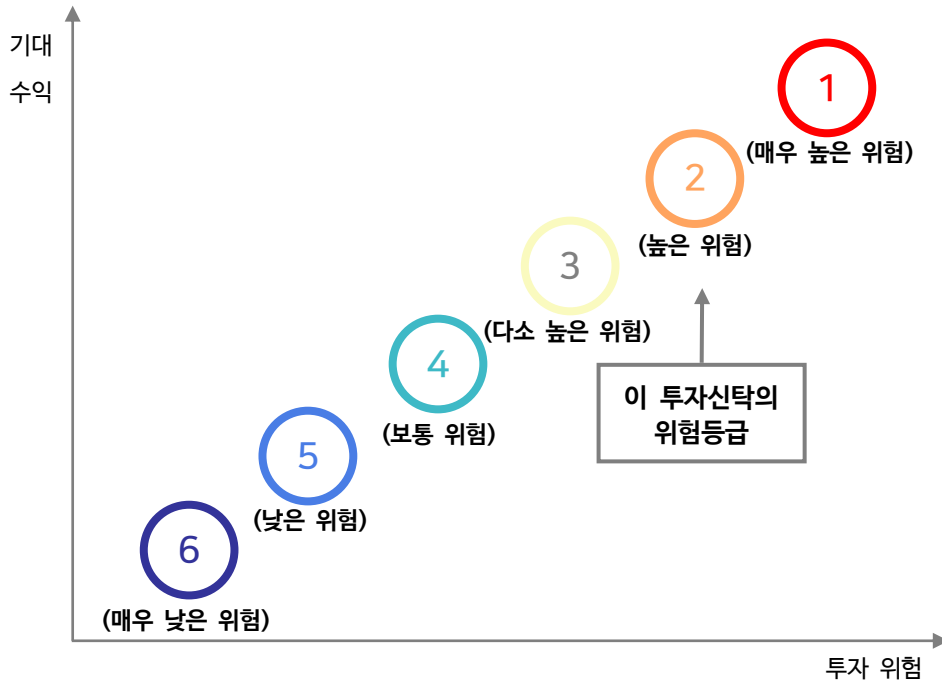 기대
수익
1
(매우 높은 위험)
2
(높은 위험)
3
(다소 높은 위험)
4
(보통 위험)
이 투자신탁의
위험등급
5
(낮은 위험)
6
(매우 낮은 위험)
투자 위험